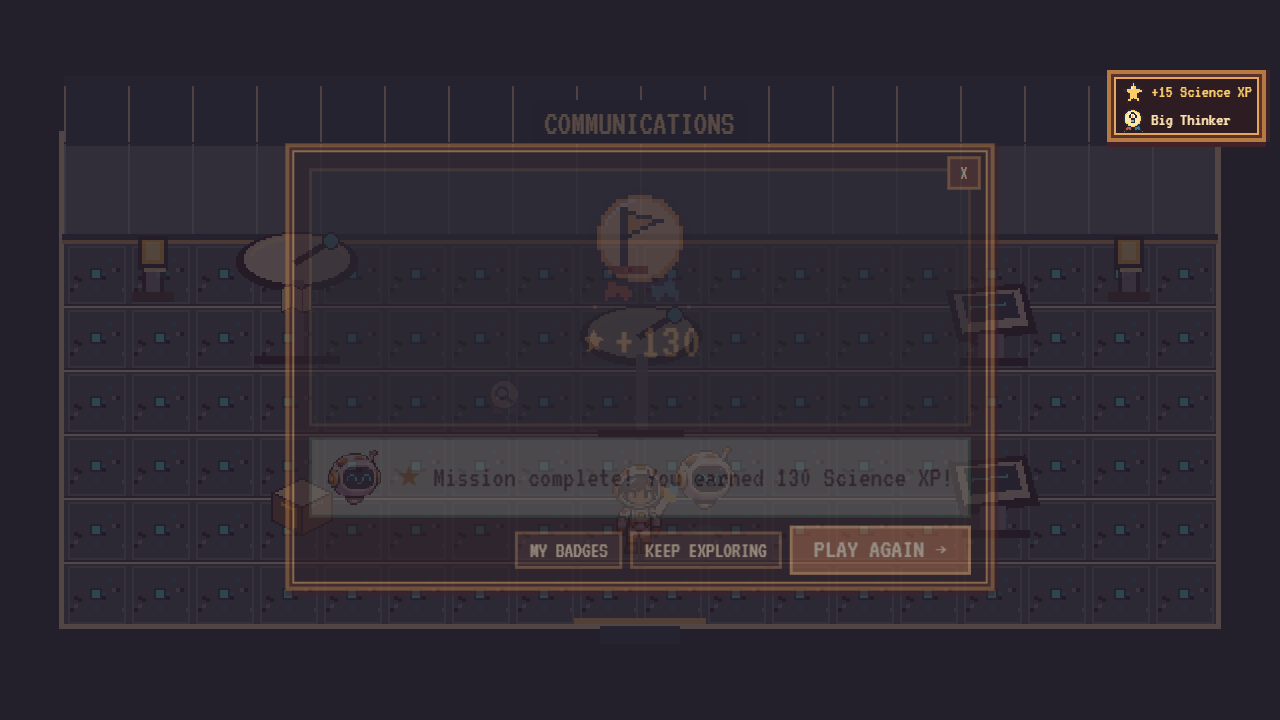 +15 Science XP
Big Thinker
COMMUNICATIONS
X
+130
★ Mission complete! You earned 130 Science XP!
MY BADGES
KEEP EXPLORING
PLAY AGAIN →